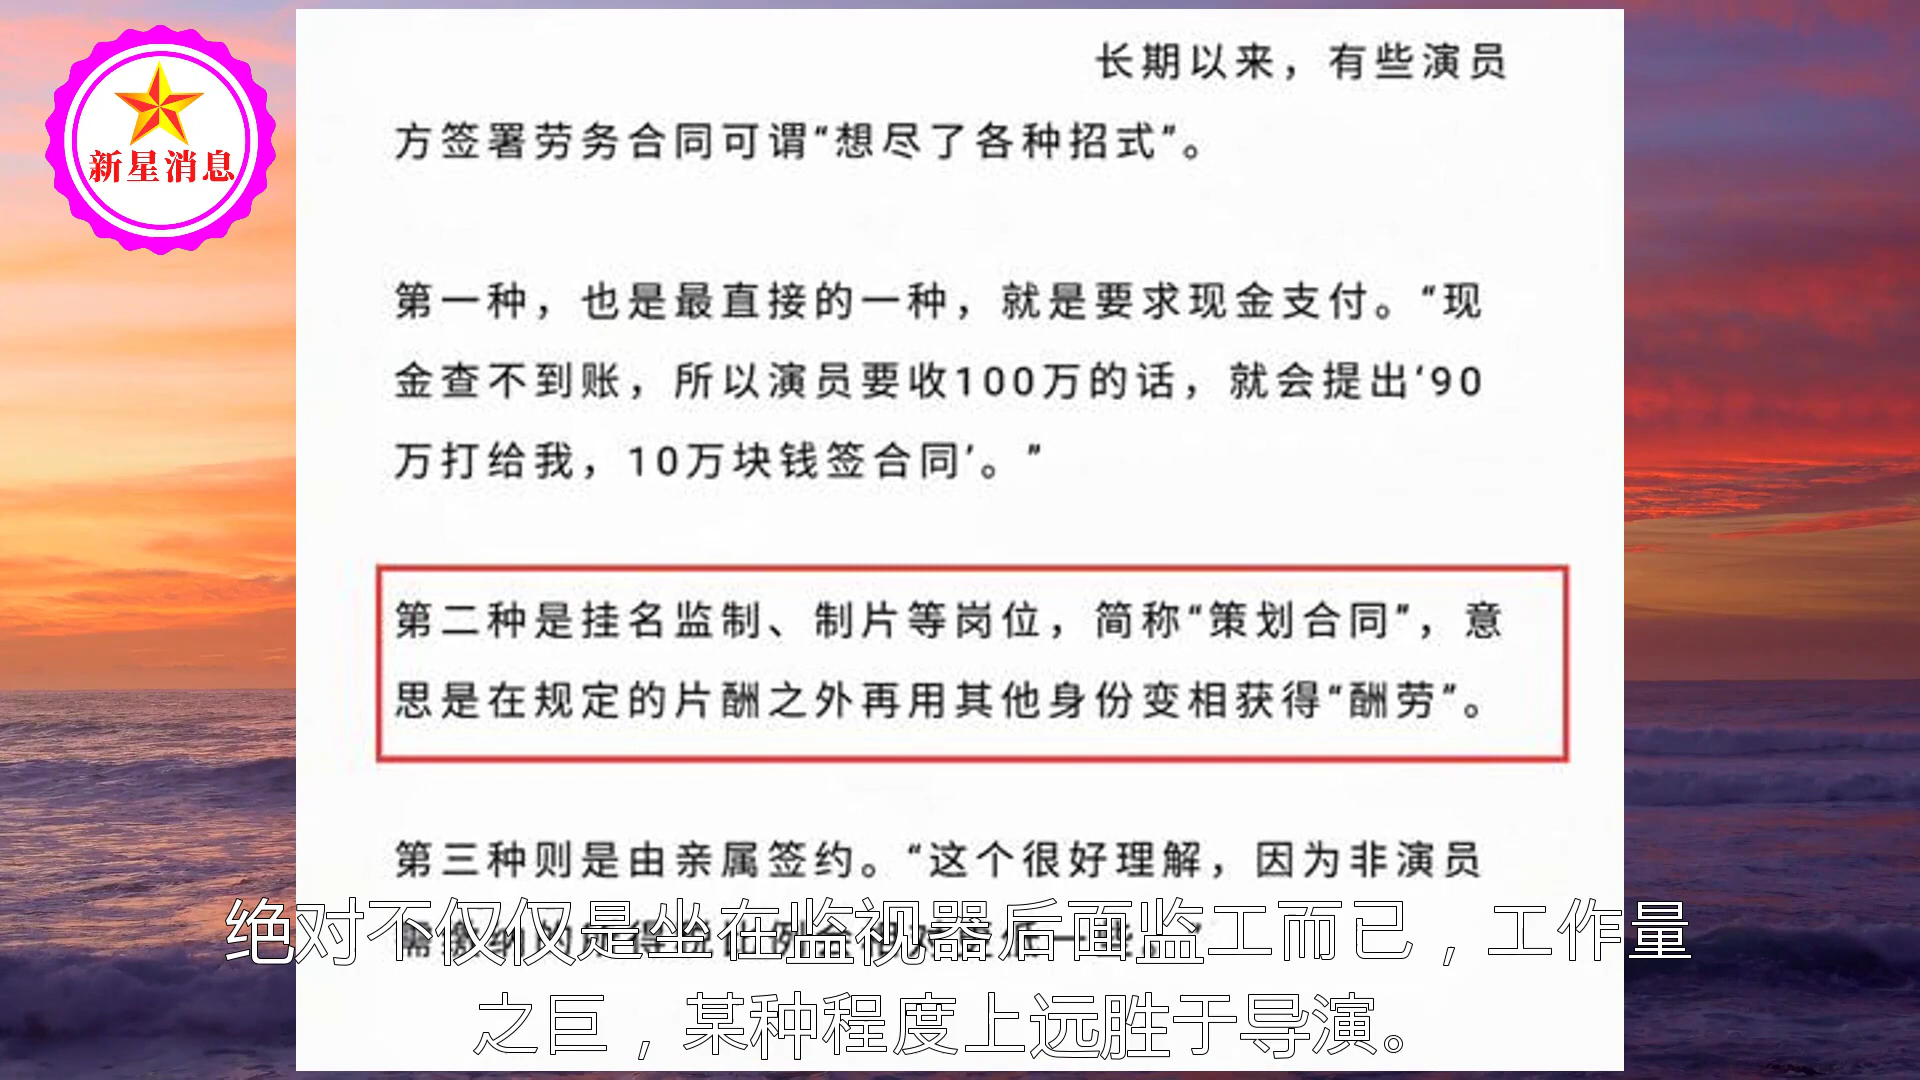 新星消息
长期以来，有些演员
方签署劳务合同可谓“想尽了各种招式”。
第一种，也是最直接的一种，就是要求现金支付。“现
金查不到账，所以演员要收100万的话，就会提出‘90
万打给我，10万块钱签合同’。”
第二种是挂名监制、制片等岗位，简称“策划合同”，意
思是在规定的片酬之外再用其他身份变相获得“酬劳”。
第三种则是由亲属签约。“这个很好理解，因为非演员
绝对不仅仅是坐在监视器后面监工而已，工作量
之巨，某种程度上远胜于导演。